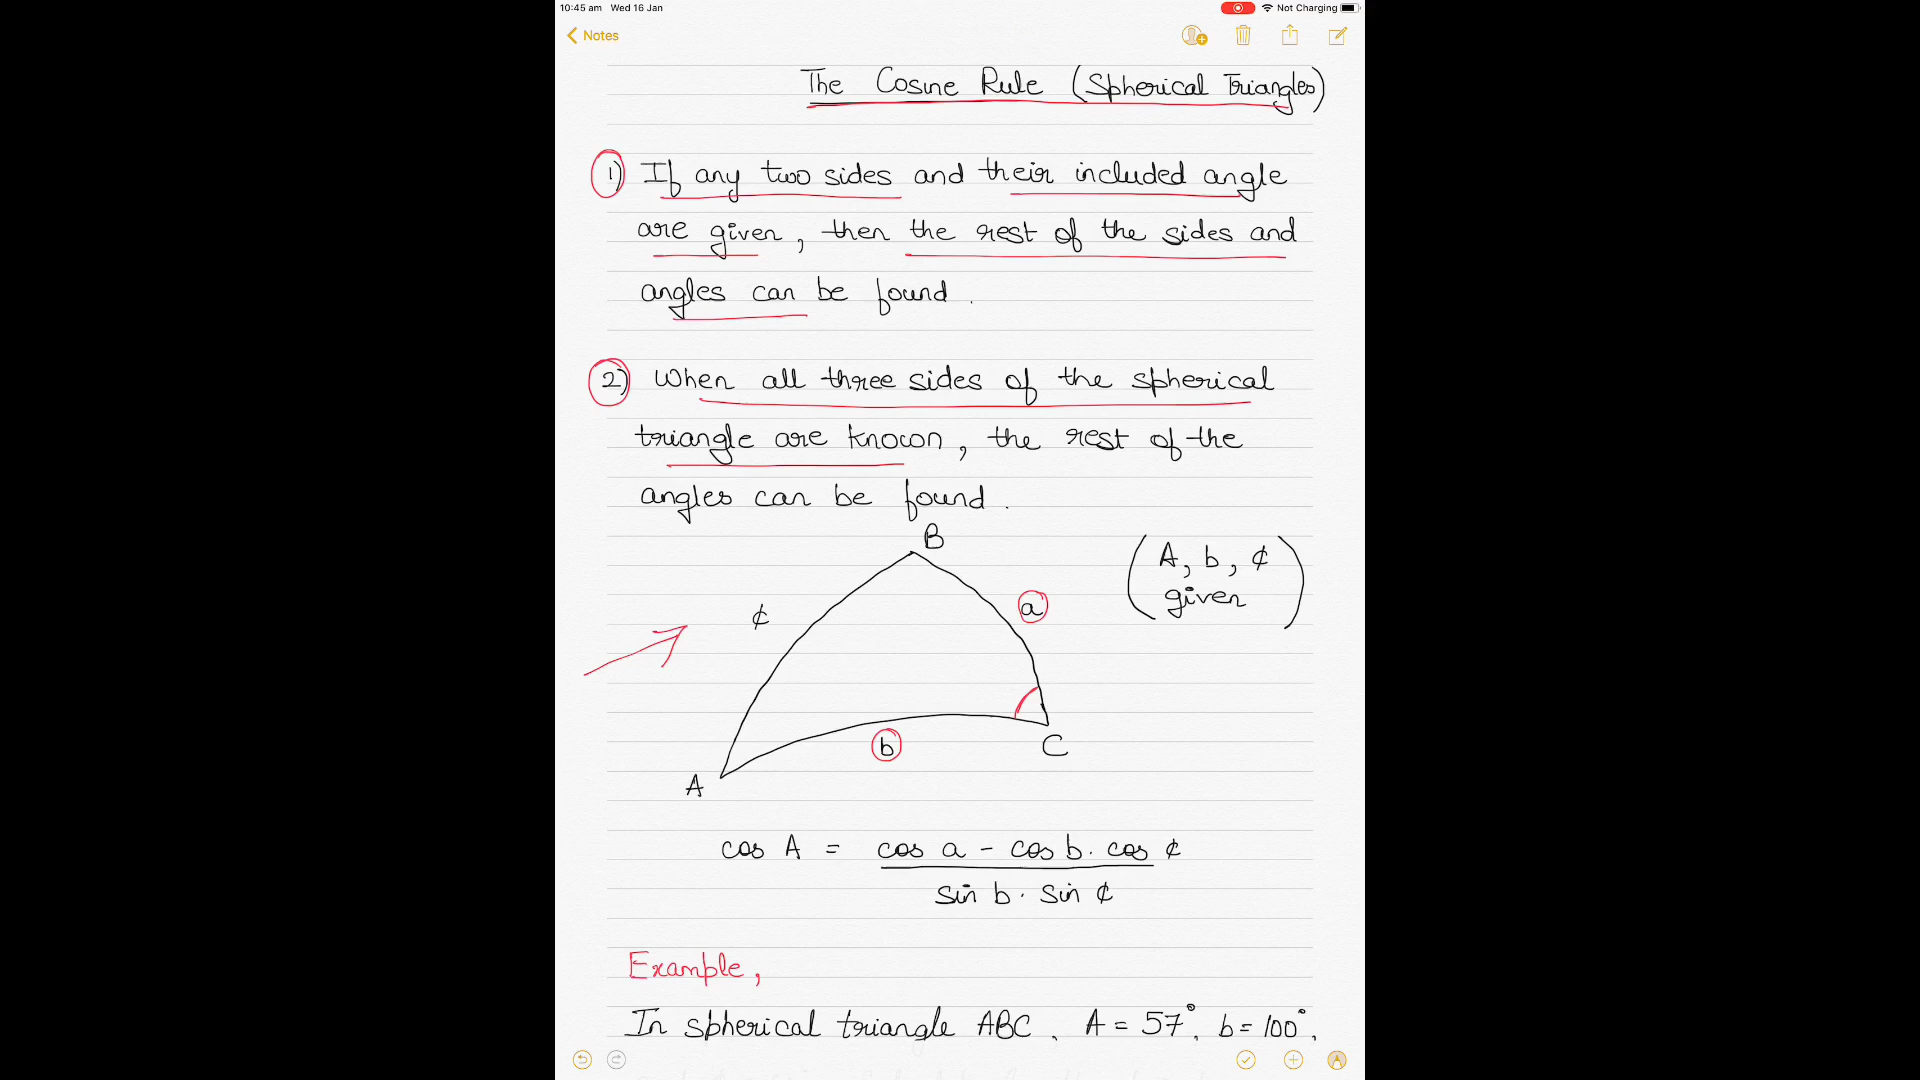 10:45 am Wed 16 Jan
Not Charging
Notes
The Cosine Rule (Spherical Triangles)
1) If any two sides and their included angle
are given, then the rest of the sides and
angles can be found.
2) When all three sides of the spherical
triangle are known, the rest of the
angles can be found.
B
A, b, ¢
given
¢
a
b
C
A
cos A = cos a - cos b. cos ¢
sin b. sin ¢
Example,
In spherical triangle ABC, A = 57°, b = 100°,